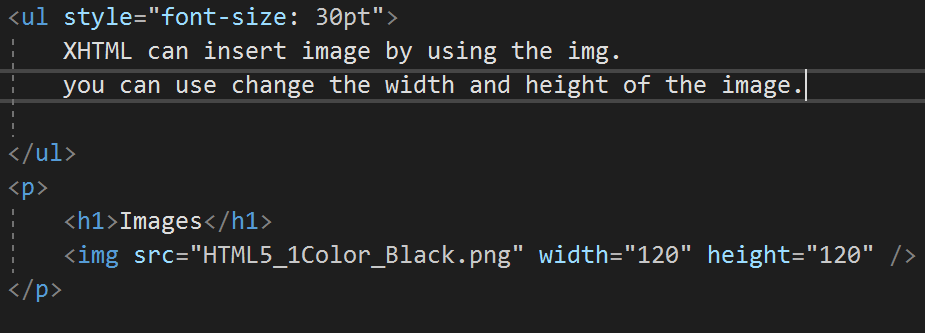 <ul style="font-size: 30pt">
XHTML can insert image by using the img.
you can use change the width and height of the image.
</ul>
<p>
<h1>Images</h1>
<img src="HTML5_1Color_Black.png" width="120" height="120" />
</p>